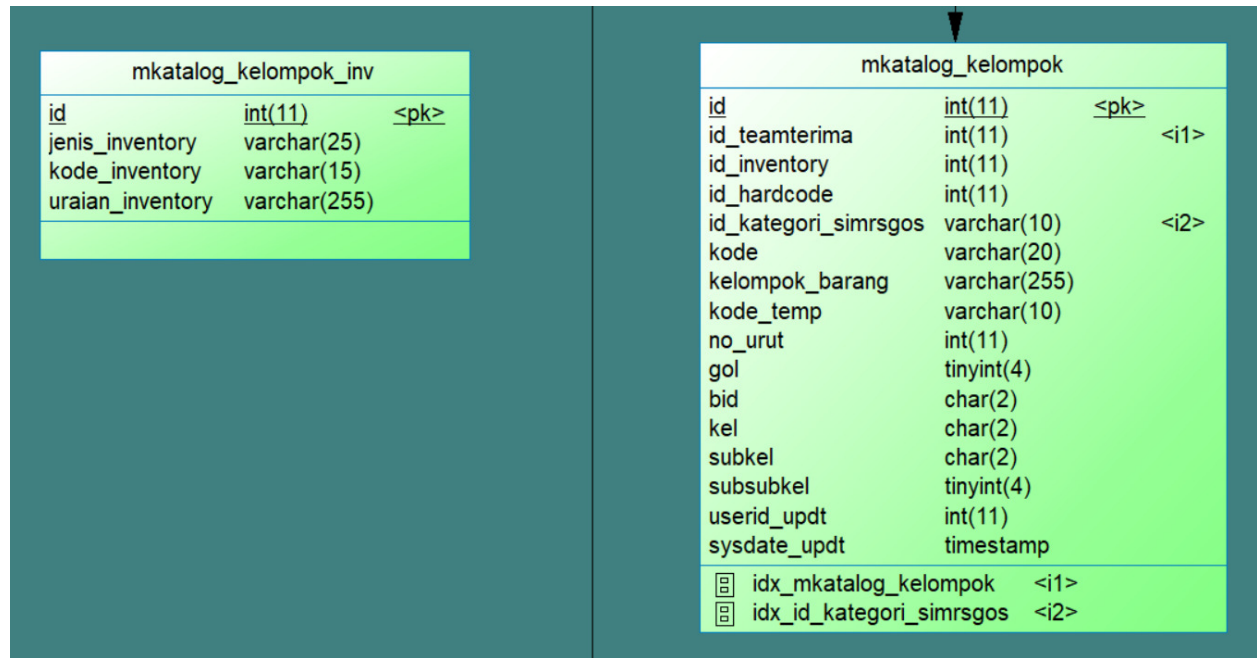 mkatalog_kelompok_inv
id int(11) <pk>
jenis_inventory varchar(25)
kode_inventory varchar(15)
uraian_inventory varchar(255)
mkatalog_kelompok
id int(11) <pk>
id_teamterima int(11) <i1>
id_inventory int(11)
id_hardcode int(11)
id_kategori_simrsgos varchar(10) <i2>
kode varchar(20)
kelompok_barang varchar(255)
kode_temp varchar(10)
no_urut int(11)
gol tinyint(4)
bid char(2)
kel char(2)
subkel char(2)
subsubkel tinyint(4)
userid_updt int(11)
sysdate_updt timestamp
idx_mkatalog_kelompok <i1>
idx_id_kategori_simrsgos <i2>